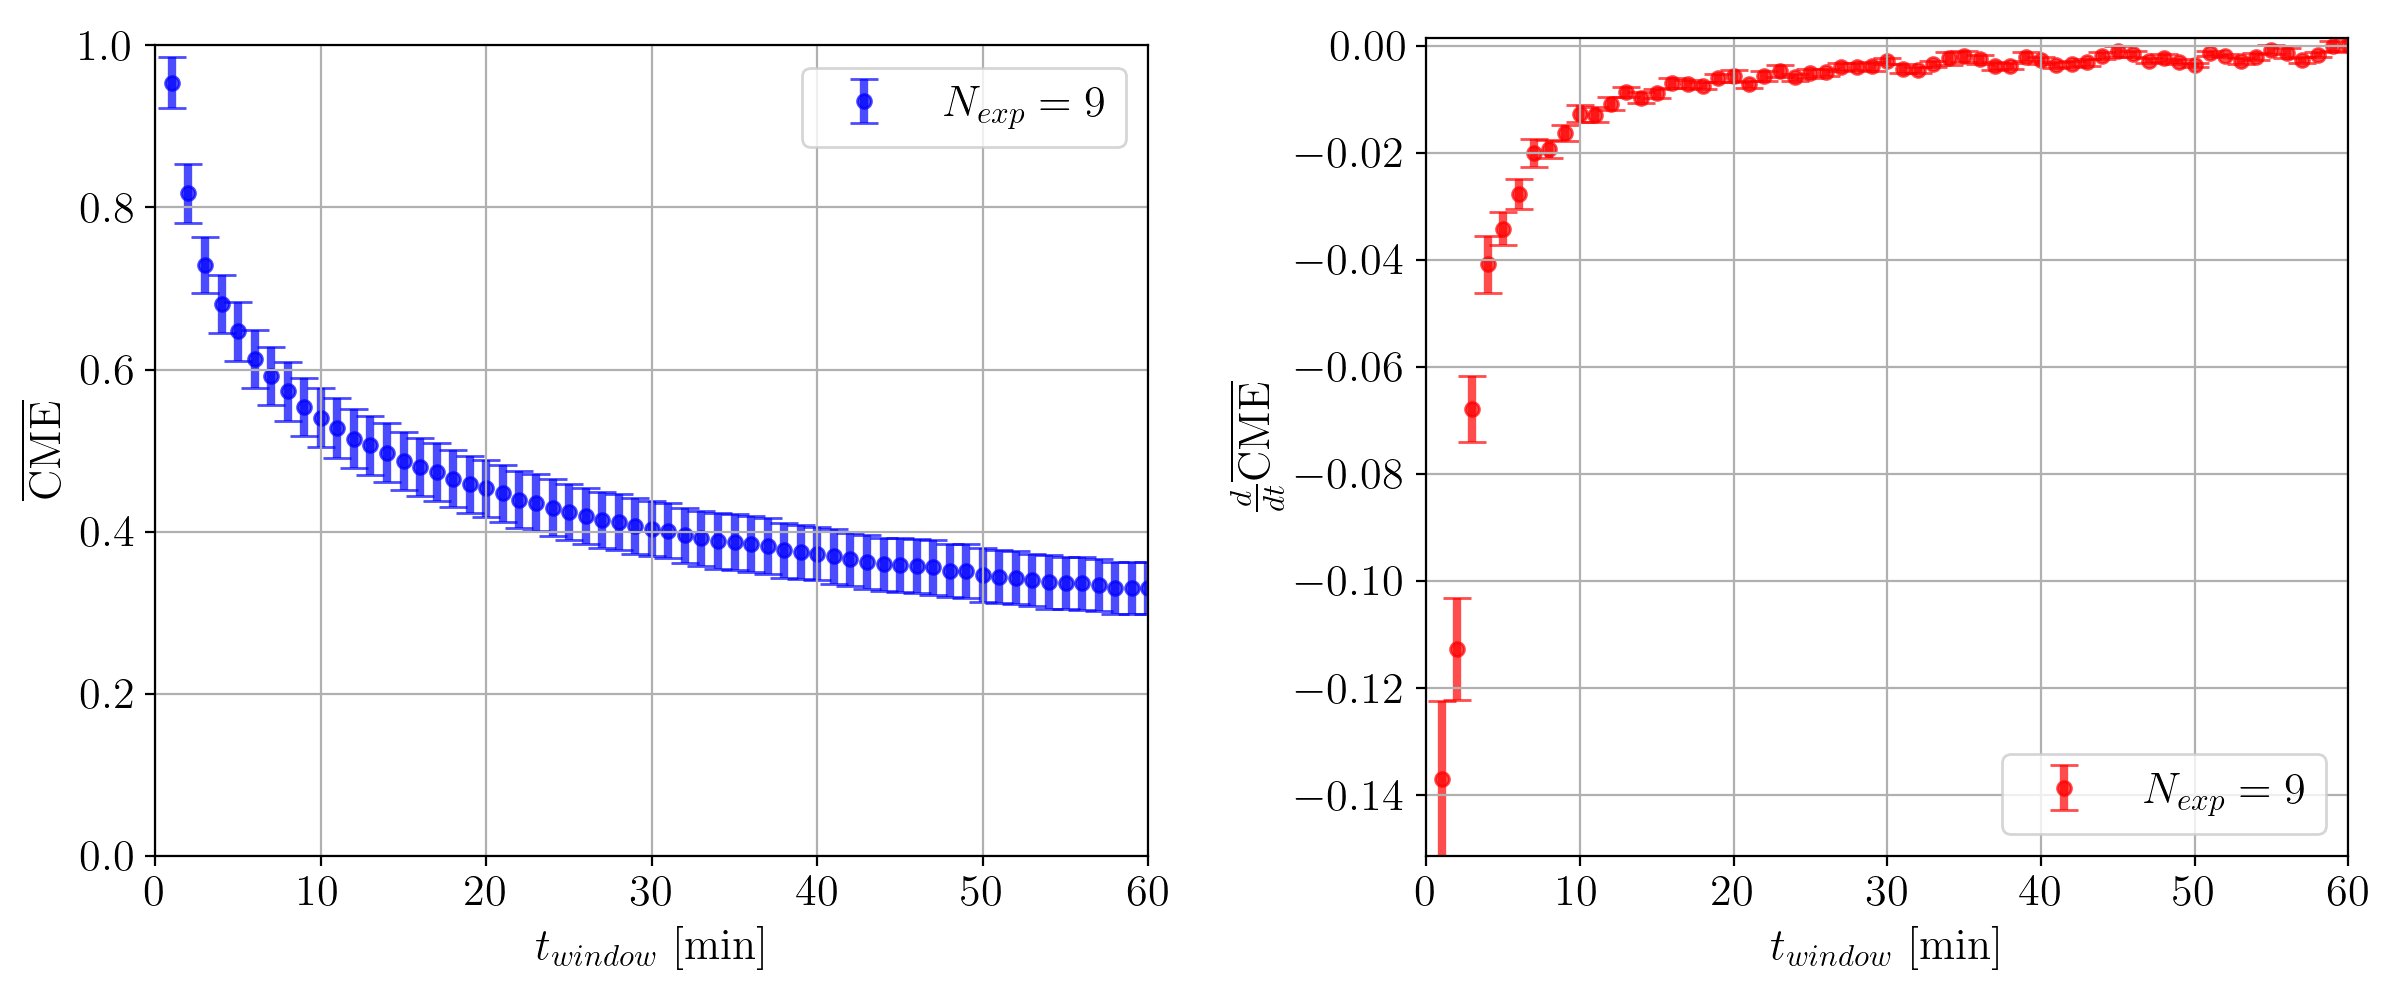 1.0
0.8
0.6
0.4
0.2
0.0
0 10 20 30 40 50 60
CME
t_window [min]
N_exp = 9
0.00
−0.02
−0.04
−0.06
−0.08
−0.10
−0.12
−0.14
0 10 20 30 40 50 60
d/dt CME
t_window [min]
N_exp = 9